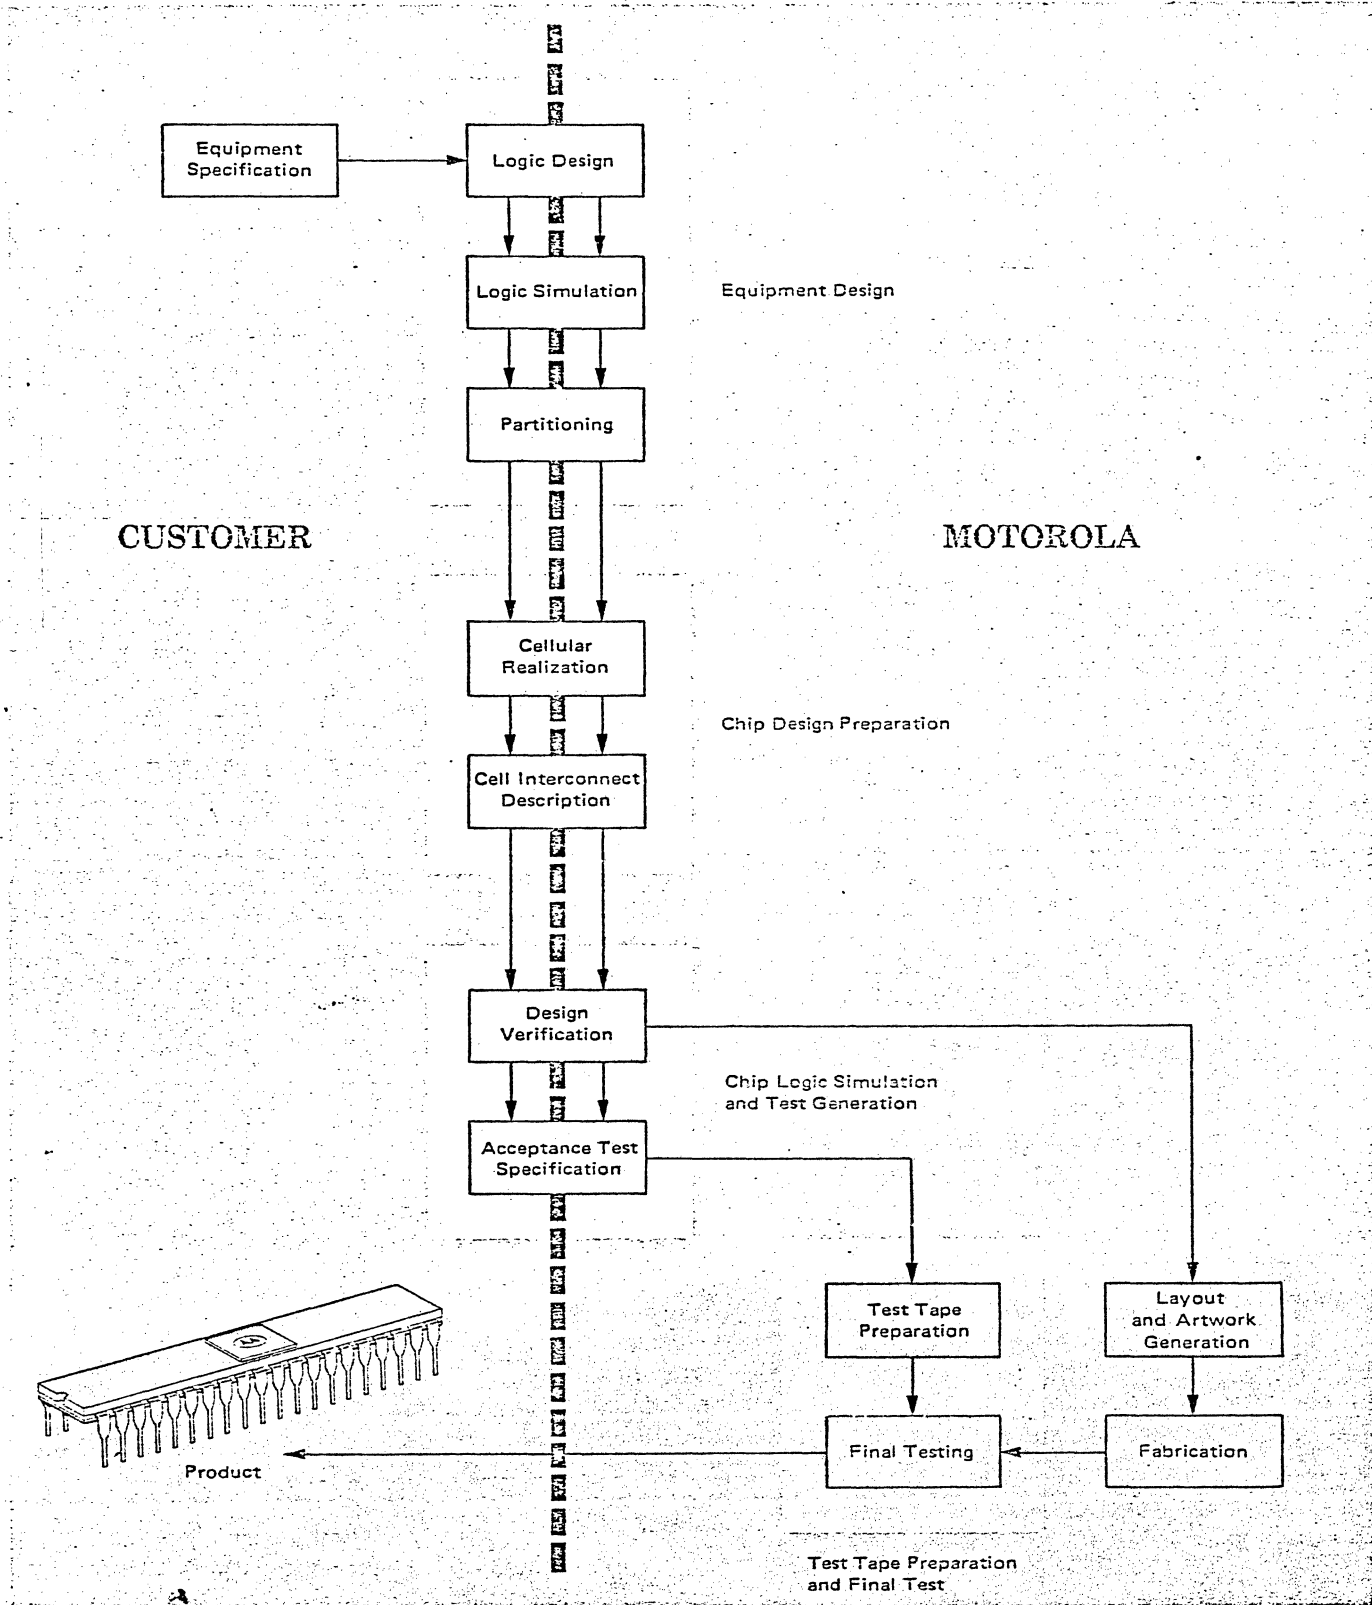 Equipment
Specification
Logic Design
Logic Simulation
Equipment Design
Partitioning
CUSTOMER
MOTOROLA
Cellular
Realization
Chip Design Preparation
Cell Interconnect
Description
Design
Verification
Chip Logic Simulation
and Test Generation
Acceptance Test
Specification
Test Tape
Preparation
Layout
and Artwork
Generation
Final Testing
Fabrication
Product
Test Tape Preparation
and Final Test